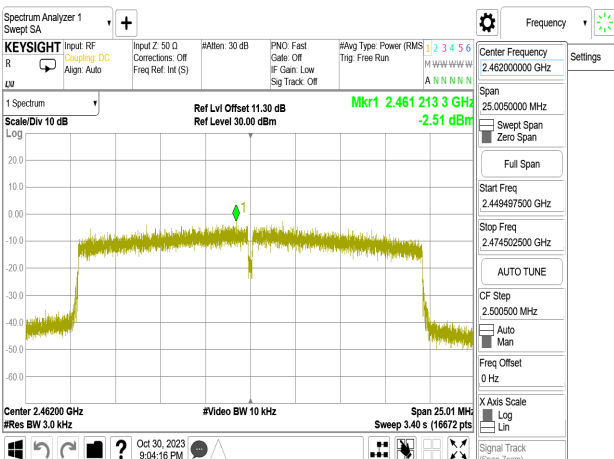 Spectrum Analyzer 1
Swept SA
Frequency
KEYSIGHT
R
Input: RF
Coupling: DC
Align: Auto
Input Z: 50 Ω
Corrections: Off
Freq Ref: Int (S)
#Atten: 30 dB
PNO: Fast
Gate: Off
IF Gain: Low
Sig Track: Off
#Avg Type: Power (RMS
Trig: Free Run
1 2 3 4 5 6
M W W W W W
A N N N N N
1 Spectrum
Scale/Div 10 dB
Ref Lvl Offset 11.30 dB
Ref Level 30.00 dBm
Mkr1 2.461 213 3 GHz
-2.51 dBm
Log
20.0
10.0
0.00
-10.0
-20.0
-30.0
-40.0
-50.0
-60.0
1
Center 2.46200 GHz
#Res BW 3.0 kHz
#Video BW 10 kHz
Span 25.01 MHz
Sweep 3.40 s (16672 pts
Oct 30, 2023
9:04:16 PM
Settings
Center Frequency
2.462000000 GHz
Span
25.0050000 MHz
Swept Span
Zero Span
Full Span
Start Freq
2.449497500 GHz
Stop Freq
2.474502500 GHz
AUTO TUNE
CF Step
2.500500 MHz
Auto
Man
Freq Offset
0 Hz
X Axis Scale
Log
Lin
Signal Track
(Span Zoom)